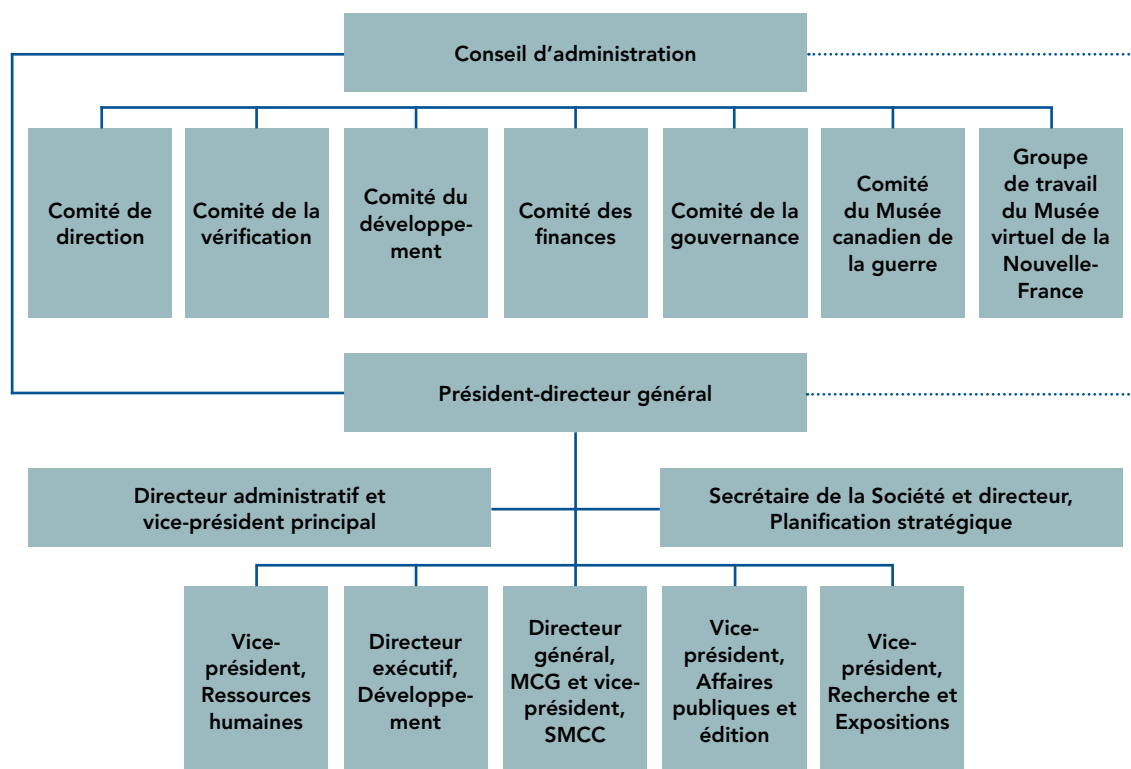 Conseil d’administration
Comité de
direction
Comité de la
vérification
Comité du
développe-
ment
Comité des
finances
Comité de la
gouvernance
Comité
du Musée
canadien de
la guerre
Groupe
de travail
du Musée
virtuel de la
Nouvelle-
France
Président-directeur général
Directeur administratif et
vice-président principal
Secrétaire de la Société et directeur,
Planification stratégique
Vice-
président,
Ressources
humaines
Directeur
exécutif,
Développe-
ment
Directeur
général,
MCG et vice-
président,
SMCC
Vice-
président,
Affaires
publiques et
édition
Vice-
président,
Recherche et
Expositions